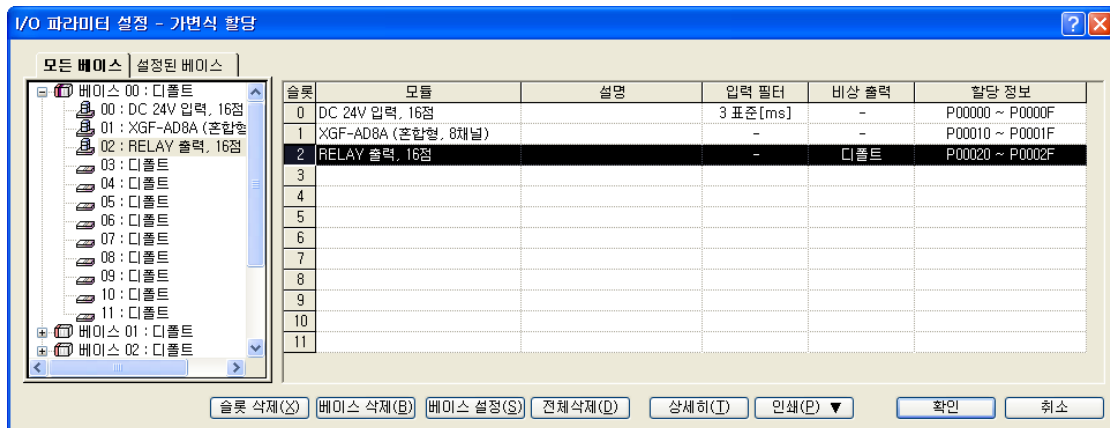 I/O 파라미터 설정 - 가변식 할당
모든 베이스 설정된 베이스
베이스 00 : 디폴트
00 : DC 24V 입력, 16점
01 : XGF-AD8A (혼합형
02 : RELAY 출력, 16점
03 : 디폴트
04 : 디폴트
05 : 디폴트
06 : 디폴트
07 : 디폴트
08 : 디폴트
09 : 디폴트
10 : 디폴트
11 : 디폴트
베이스 01 : 디폴트
베이스 02 : 디폴트
슬롯 모듈 설명 입력 필터 비상 출력 할당 정보
0 DC 24V 입력, 16점 3 표준[ms] - P00000 ~ P0000F
1 XGF-AD8A (혼합형, 8채널) - - P00010 ~ P0001F
2 RELAY 출력, 16점 - 디폴트 P00020 ~ P0002F
3
4
5
6
7
8
9
10
11
슬롯 삭제(X) 베이스 삭제(B) 베이스 설정(S) 전체삭제(D) 상세히(T) 인쇄(P) ▼ 확인 취소